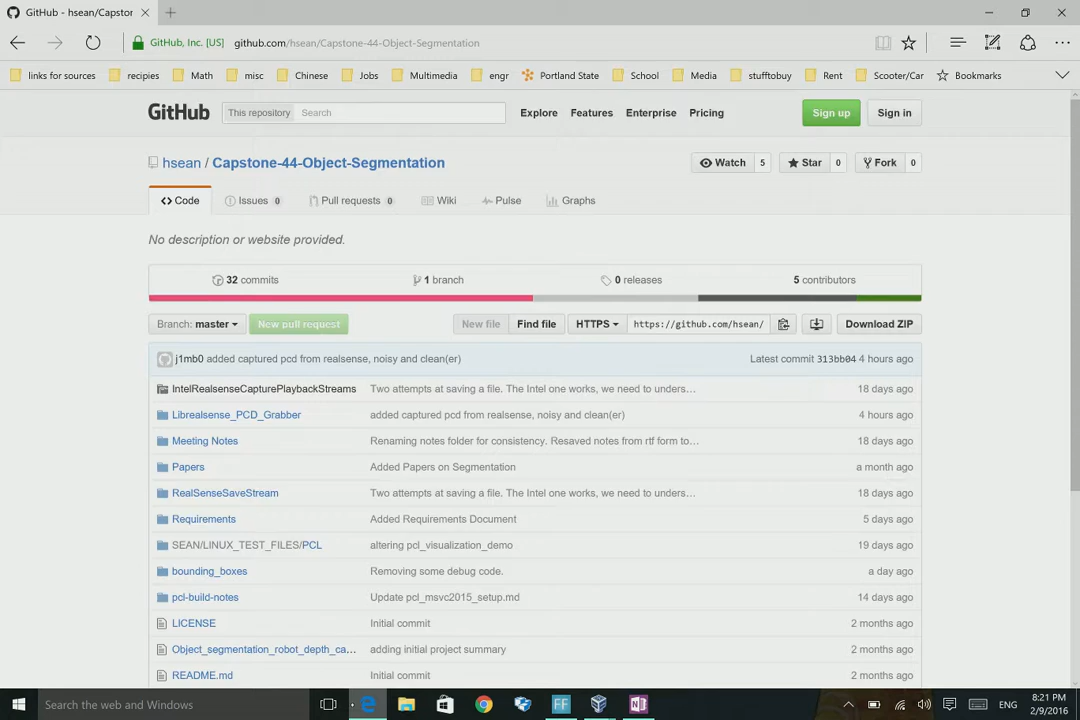 GitHub - hsean/Capstor
GitHub, Inc. [US] github.com/hsean/Capstone-44-Object-Segmentation
links for sources recipies Math misc Chinese Jobs Multimedia engr Portland State School Media stufftobuy Rent Scooter/Car Bookmarks
GitHub This repository Search Explore Features Enterprise Pricing Sign up Sign in
hsean / Capstone-44-Object-Segmentation Watch 5 Star 0 Fork 0
Code Issues 0 Pull requests 0 Wiki Pulse Graphs
No description or website provided.
32 commits 1 branch 0 releases 5 contributors
Branch: master New pull request New file Find file HTTPS https://github.com/hsean/ Download ZIP
j1mb0 added captured pcd from realsense, noisy and clean(er) Latest commit 313bb04 4 hours ago
IntelRealsenseCapturePlaybackStreams Two attempts at saving a file. The Intel one works, we need to unders... 18 days ago
Librealsense_PCD_Grabber added captured pcd from realsense, noisy and clean(er) 4 hours ago
Meeting Notes Renaming notes folder for consistency. Resaved notes from rtf form to... 18 days ago
Papers Added Papers on Segmentation a month ago
RealSenseSaveStream Two attempts at saving a file. The Intel one works, we need to unders... 18 days ago
Requirements Added Requirements Document 5 days ago
SEAN/LINUX_TEST_FILES/PCL altering pcl_visualization_demo 19 days ago
bounding_boxes Removing some debug code. a day ago
pcl-build-notes Update pcl_msvc2015_setup.md 14 days ago
LICENSE Initial commit 2 months ago
Object_segmentation_robot_depth_ca... adding initial project summary 2 months ago
README.md Initial commit 2 months ago
Search the web and Windows FF N ENG 8:21 PM
2/9/2016